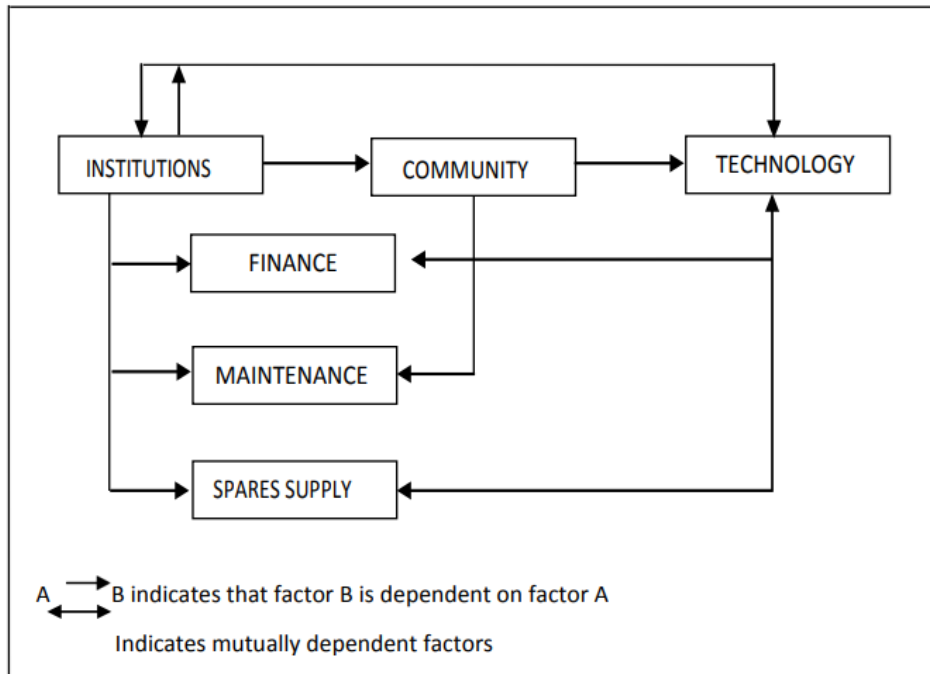 INSTITUTIONS
COMMUNITY
TECHNOLOGY
FINANCE
MAINTENANCE
SPARES SUPPLY
A B indicates that factor B is dependent on factor A
Indicates mutually dependent factors